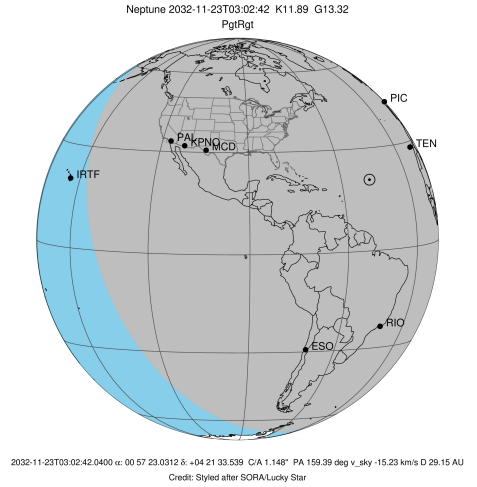 Neptune 2032-11-23T03:02:42  K11.89  G13.32
PgtRgt
PIC
PAL
KPNO
MCD
TEN
IRTF
RIO
ESO
2032-11-23T03:02:42.0400 α: 00 57 23.0312 δ: +04 21 33.539  C/A 1.148"  PA 159.39 deg v_sky -15.23 km/s D 29.15 AU
Credit: Styled after SORA/Lucky Star